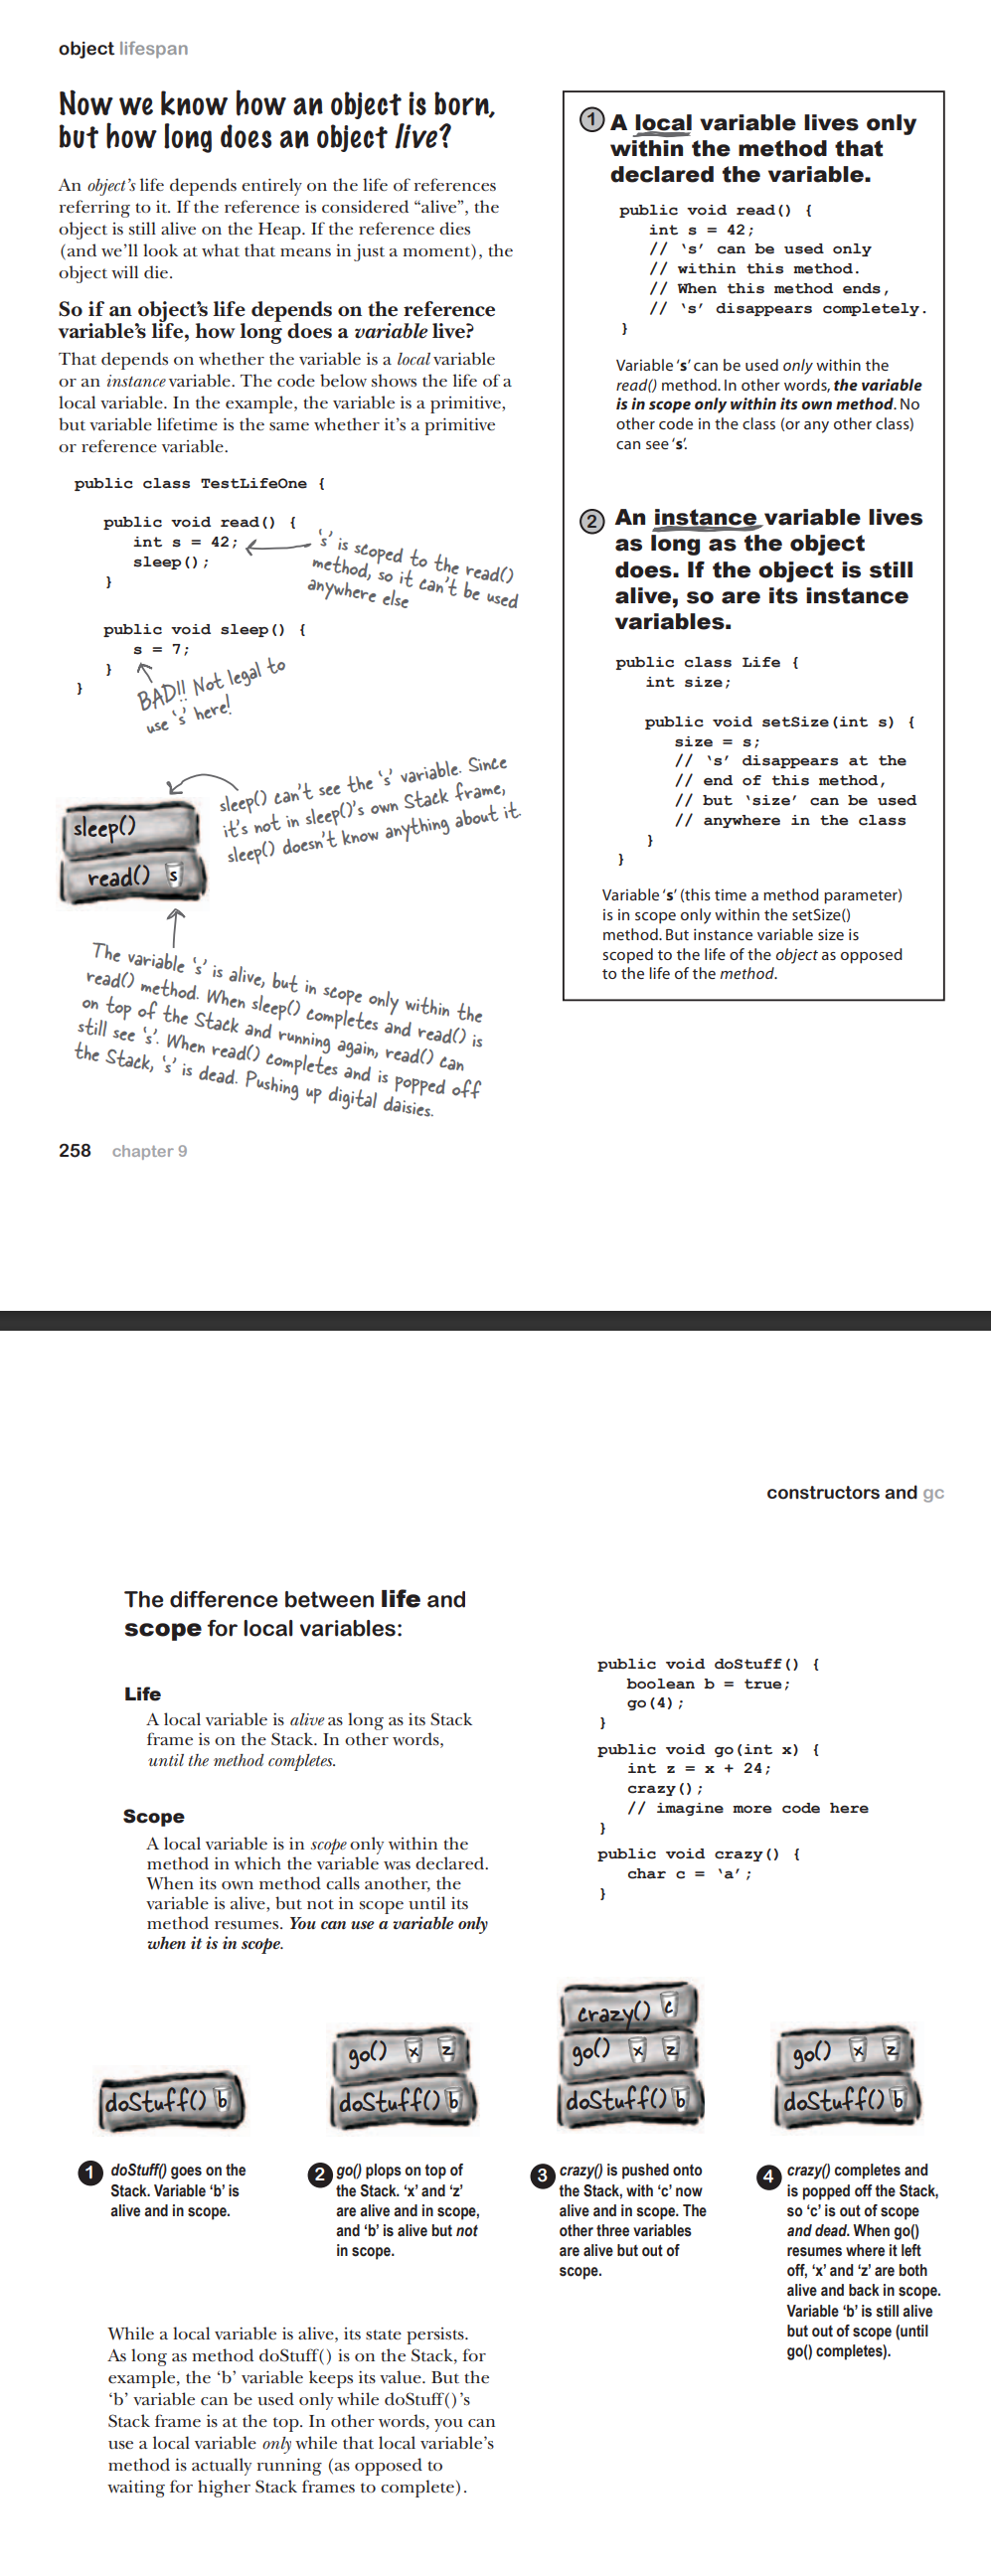 object lifespan
Now we know how an object is born,
but how long does an object live?
An object’s life depends entirely on the life of references
referring to it. If the reference is considered “alive”, the
object is still alive on the Heap. If the reference dies
(and we’ll look at what that means in just a moment), the
object will die.
So if an object’s life depends on the reference
variable’s life, how long does a variable live?
That depends on whether the variable is a local variable
or an instance variable. The code below shows the life of a
local variable. In the example, the variable is a primitive,
but variable lifetime is the same whether it’s a primitive
or reference variable.
public class TestLifeOne {
public void read() {
int s = 42;
sleep();
}
‘s’ is scoped to the read()
method, so it can’t be used
anywhere else
public void sleep() {
s = 7;
}
}
BAD!! Not legal to
use ‘s’ here!
sleep() can’t see the ‘s’ variable. Since
it’s not in sleep()’s own Stack frame,
sleep() doesn’t know anything about it.
sleep()
read() s
The variable ‘s’ is alive, but in scope only within the
read() method. When sleep() completes and read() is
on top of the Stack and running again, read() can
still see ‘s’. When read() completes and is popped off
the Stack, ‘s’ is dead. Pushing up digital daisies.
1 A local variable lives only
within the method that
declared the variable.
public void read() {
int s = 42;
// ‘s’ can be used only
// within this method.
// When this method ends,
// ‘s’ disappears completely.
}
Variable ‘s’ can be used only within the
read() method. In other words, the variable
is in scope only within its own method. No
other code in the class (or any other class)
can see ‘s’.
2 An instance variable lives
as long as the object
does. If the object is still
alive, so are its instance
variables.
public class Life {
int size;
public void setSize(int s) {
size = s;
// ‘s’ disappears at the
// end of this method,
// but ‘size’ can be used
// anywhere in the class
}
}
Variable ‘s’ (this time a method parameter)
is in scope only within the setSize()
method. But instance variable size is
scoped to the life of the object as opposed
to the life of the method.
258 chapter 9
constructors and gc
The difference between life and
scope for local variables:
Life
A local variable is alive as long as its Stack
frame is on the Stack. In other words,
until the method completes.
Scope
A local variable is in scope only within the
method in which the variable was declared.
When its own method calls another, the
variable is alive, but not in scope until its
method resumes. You can use a variable only
when it is in scope.
public void doStuff() {
boolean b = true;
go(4);
}
public void go(int x) {
int z = x + 24;
crazy();
// imagine more code here
}
public void crazy() {
char c = ‘a’;
}
doStuff() b
1 doStuff() goes on the
Stack. Variable ‘b’ is
alive and in scope.
go() x z
doStuff() b
2 go() plops on top of
the Stack. ‘x’ and ‘z’
are alive and in scope,
and ‘b’ is alive but not
in scope.
crazy() c
go() x z
doStuff() b
3 crazy() is pushed onto
the Stack, with ‘c’ now
alive and in scope. The
other three variables
are alive but out of
scope.
go() x z
doStuff() b
4 crazy() completes and
is popped off the Stack,
so ‘c’ is out of scope
and dead. When go()
resumes where it left
off, ‘x’ and ‘z’ are both
alive and back in scope.
Variable ‘b’ is still alive
but out of scope (until
go() completes).
While a local variable is alive, its state persists.
As long as method doStuff() is on the Stack, for
example, the ‘b’ variable keeps its value. But the
‘b’ variable can be used only while doStuff()’s
Stack frame is at the top. In other words, you can
use a local variable only while that local variable’s
method is actually running (as opposed to
waiting for higher Stack frames to complete).